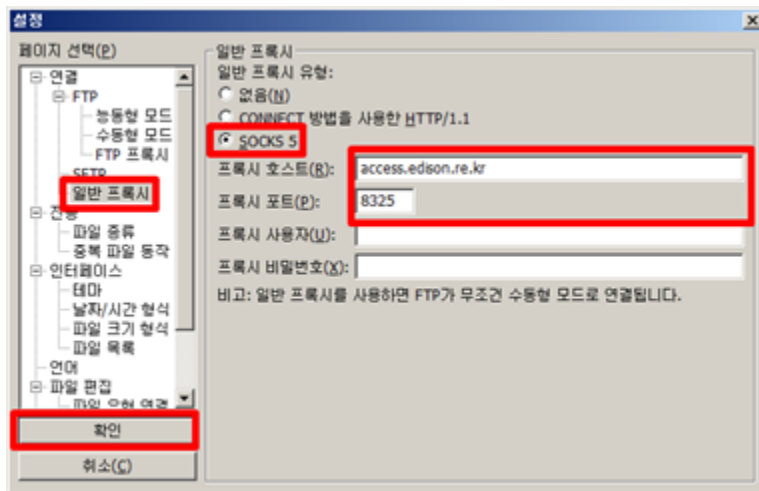 설정
페이지 선택(P)
연결
FTP
능동형 모드
수동형 모드
FTP 프록시
SFTP
일반 프록시
전송
파일 종류
중복 파일 동작
인터페이스
테마
날짜/시간 형식
파일 크기 형식
파일 목록
언어
파일 편집
파일 유형 연결
확인
취소(C)
일반 프록시
일반 프록시 유형:
없음(N)
CONNECT 방법을 사용한 HTTP/1.1
SOCKS 5
프록시 호스트(R): access.edison.re.kr
프록시 포트(P): 8325
프록시 사용자(U):
프록시 비밀번호(X):
비고: 일반 프록시를 사용하면 FTP가 무조건 수동형 모드로 연결됩니다.